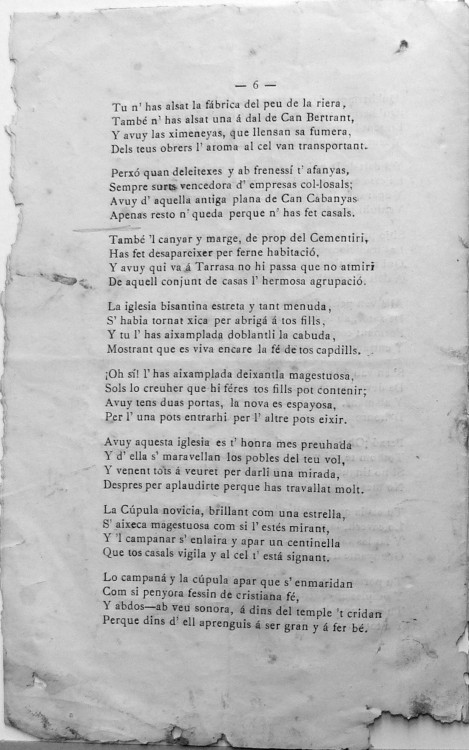 — 6 —
Tu n' has alsat la fábrica del peu de la riera,
També n' has alsat una á dal de Can Bertrant,
Y avuy las ximeneyas, que llensan sa fumera,
Dels teus obrers l' aroma al cel van transportant.
Perxó quan deleitexes y ab frenessí t' afanyas,
Sempre surts vencedora d' empresas col-losals;
Avuy d' aquella antiga plana de Can Cabanyas
Apenas resto n' queda perque n' has fet casals.
També 'l canyar y marge, de prop del Cementiri,
Has fet desapareixer per ferne habitació,
Y avuy qui va á Tarrasa no hi passa que no atmiri
De aquell conjunt de casas l' hermosa agrupació.
La iglesia bisantina estreta y tant menuda,
S' habia tornat xica per abrigá á tos fills,
Y tu l' has aixamplada doblantli la cabuda,
Mostrant que es viva encare la fé de tos capdills.
¡Oh sí! l' has aixamplada deixantla magestuosa,
Sols lo creuher que hi féres tos fills pot contenir;
Avuy tens duas portas, la nova es espayosa,
Per l' una pots entrarhi per l' altre pots eixir.
Avuy aquesta iglesia es t' honra mes preuhada
Y d' ella s' maravellan los pobles del teu vol,
Y venent tots á veuret per darli una mirada,
Despres per aplaudirte perque has travallat molt.
La Cúpula novicia, brillant com una estrella,
S' aixeca magestuosa com si l' estés mirant,
Y 'l campanar s' enlaira y apar un centinella
Que tos casals vigila y al cel t' está signant.
Lo campaná y la cúpula apar que s' enmaridan
Com si penyora fessin de cristiana fé,
Y abdos—ab veu sonora, á dins del temple 't cridan
Perque dins d' ell aprenguis á ser gran y á fer bé.